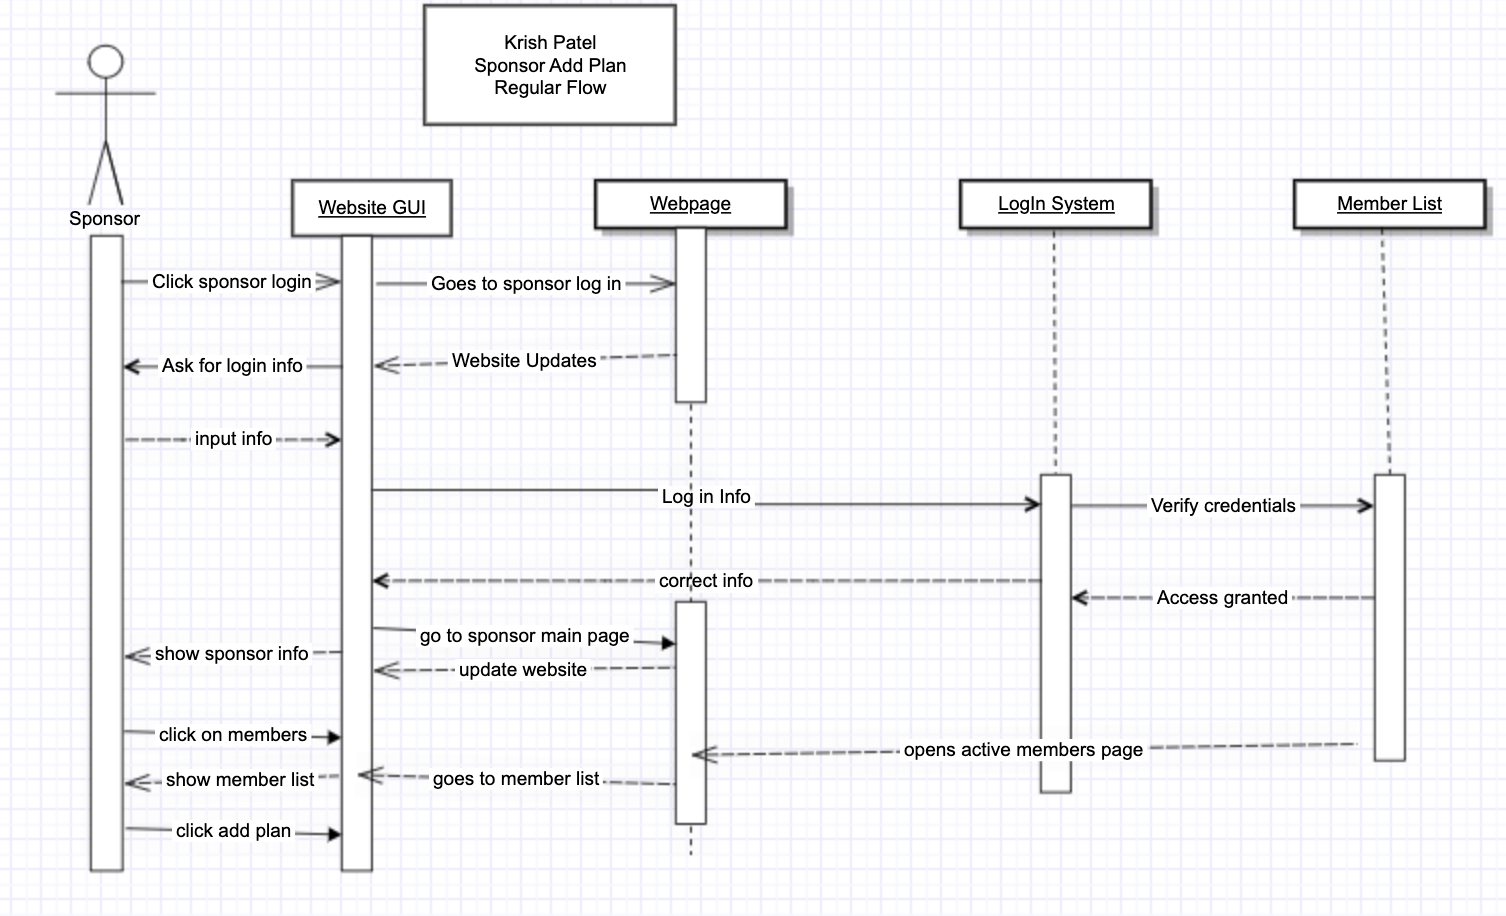 Krish Patel
Sponsor Add Plan
Regular Flow
Sponsor
Website GUI
Webpage
LogIn System
Member List
Click sponsor login
Goes to sponsor log in
Website Updates
Ask for login info
input info
Log in Info
Verify credentials
correct info
Access granted
go to sponsor main page
show sponsor info
update website
click on members
opens active members page
show member list
goes to member list
click add plan